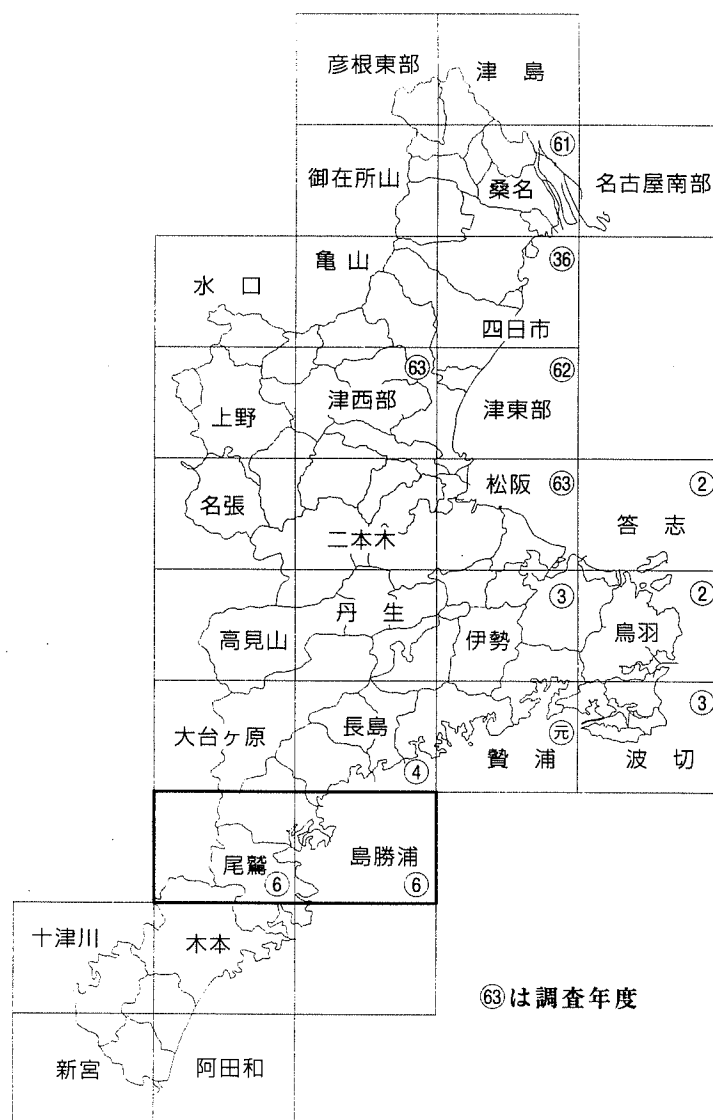 彦根東部
津島
㉑
御在所山
桑名
名古屋南部
亀山
㊱
水口
四日市
㊿
津西部
津東部
上野
松阪
名張
二本木
答志
②
③
②
丹生
高見山
伊勢
鳥羽
③
大台ヶ原
長島
元
④
贄浦
波切
尾鷲
島勝浦
⑥
⑥
十津川
木本
63は調査年度
新宮
阿田和